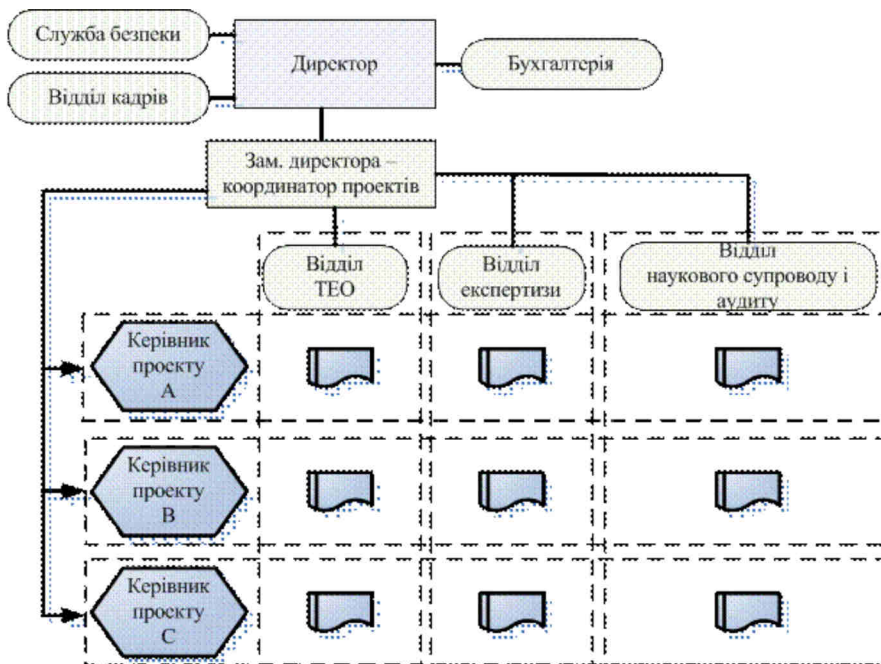 Служба безпеки
Директор
Бухгалтерія
Відділ кадрів
Зам. директора –
координатор проектів
Відділ
ТЕО
Відділ
експертизи
Відділ
наукового супроводу і
аудиту
Керівник
проекту
А
Керівник
проекту
В
Керівник
проекту
С